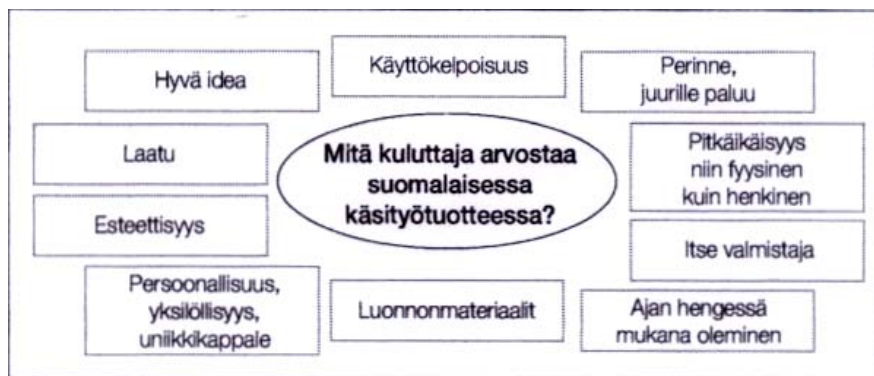 Hyvä idea
Käyttökelpoisuus
Perinne,
juurille paluu
Laatu
Mitä kuluttaja arvostaa
suomalaisessa
käsityötuotteessa?
Pitkäikäisyys
niin fyysinen
kuin henkinen
Esteettisyys
Itse valmistaja
Persoonallisuus,
yksilöllisyys,
uniikkikappale
Luonnonmateriaalit
Ajan hengessä
mukana oleminen